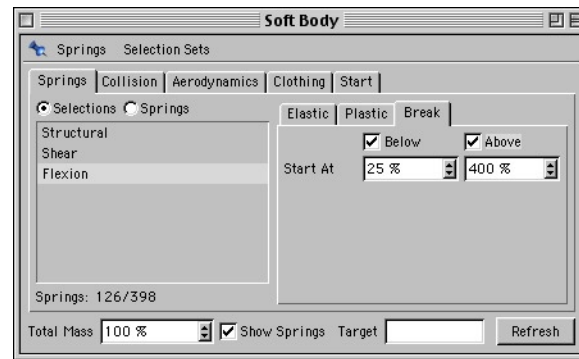 Soft Body
Springs Selection Sets
Springs Collision Aerodynamics Clothing Start
Selections Springs
Structural
Shear
Flexion
Springs: 126/398
Elastic Plastic Break
Below Above
Start At 25 % 400 %
Total Mass 100 % Show Springs Target Refresh